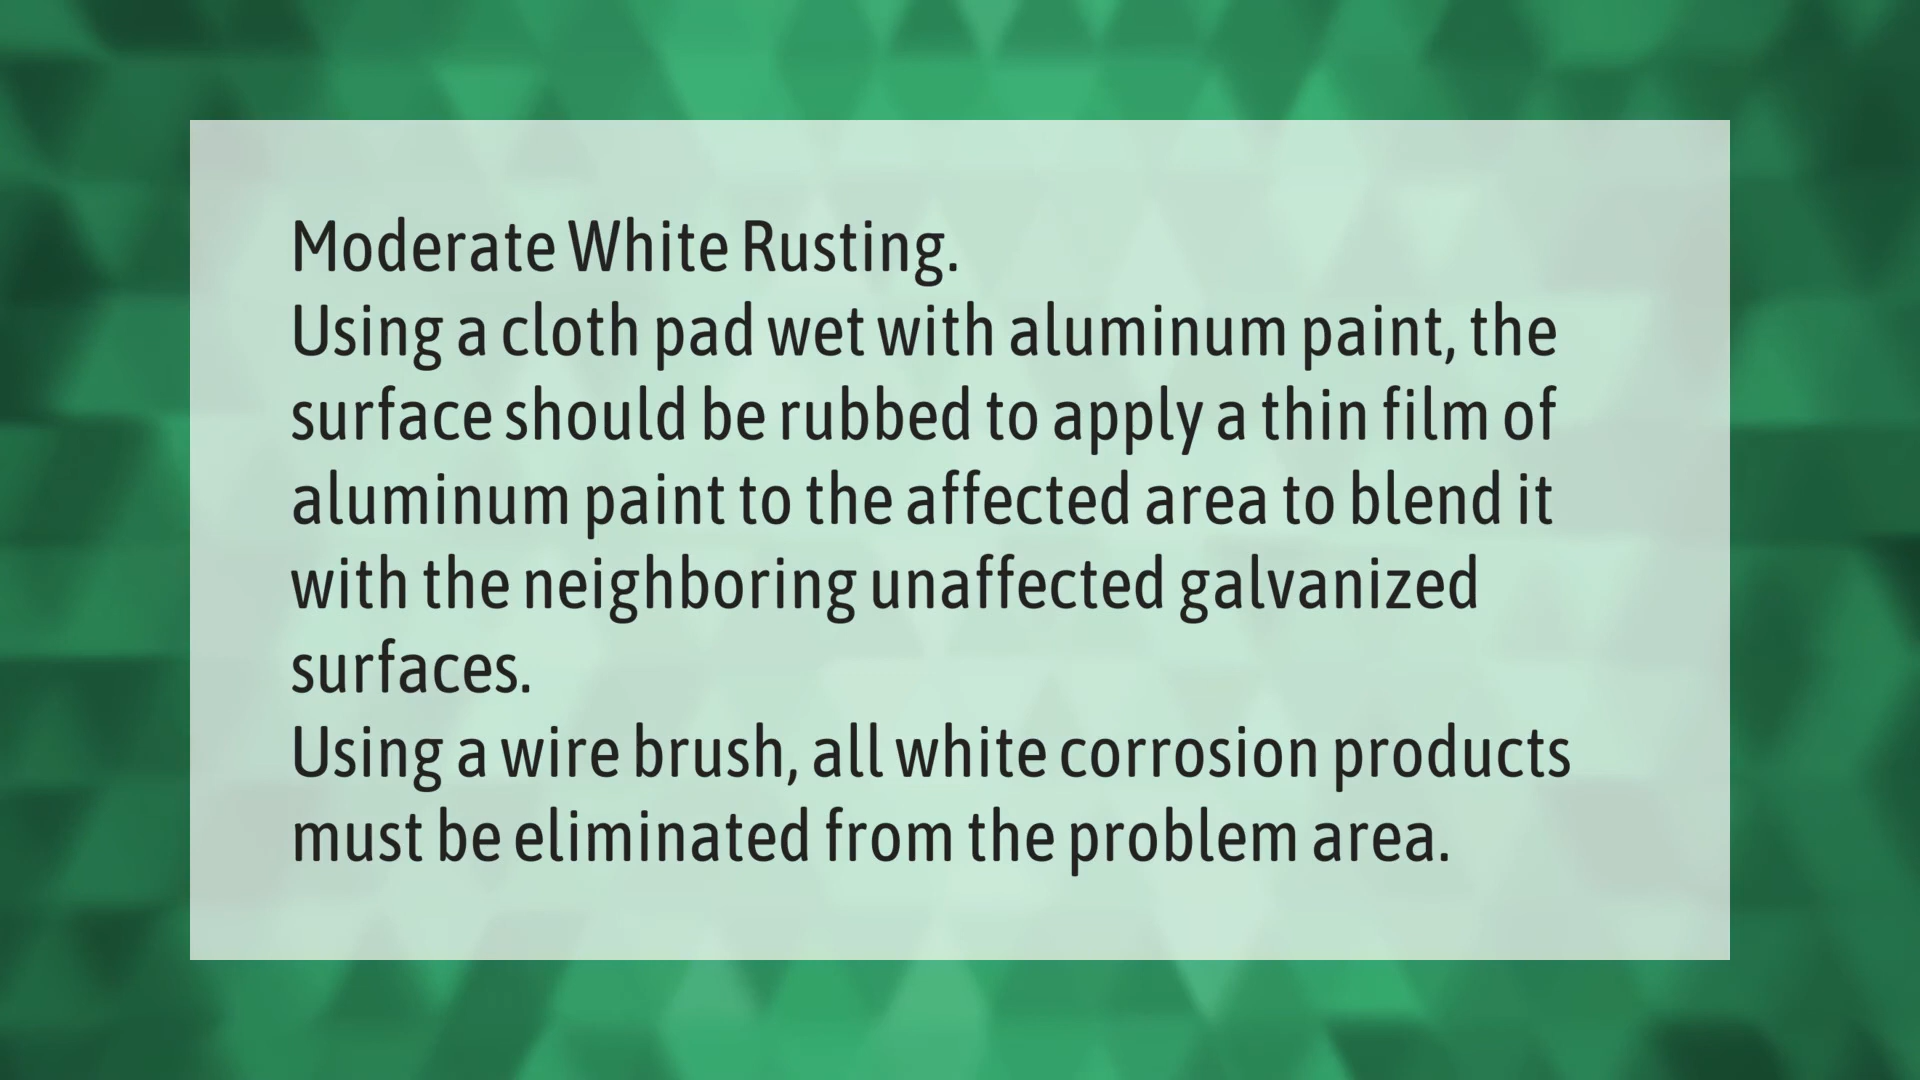 Moderate White Rusting.
Using a cloth pad wet with aluminum paint, the
surface should be rubbed to apply a thin film of
aluminum paint to the affected area to blend it
with the neighboring unaffected galvanized
surfaces.
Using a wire brush, all white corrosion products
must be eliminated from the problem area.